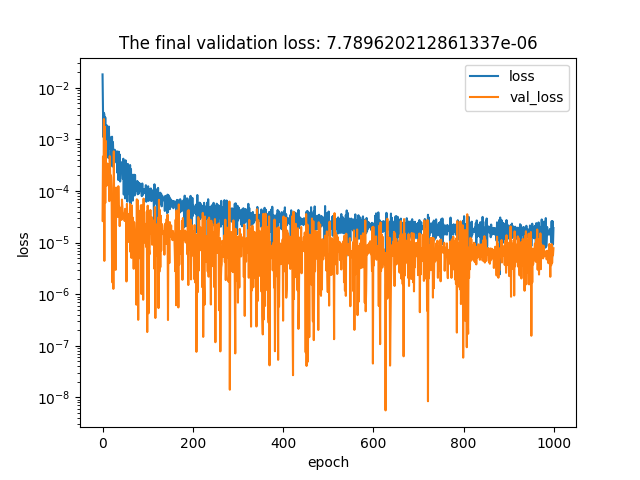 The final validation loss: 7.789620212861337e-06
loss
val_loss
10⁻²
10⁻³
10⁻⁴
10⁻⁵
10⁻⁶
10⁻⁷
10⁻⁸
loss
0 200 400 600 800 1000
epoch